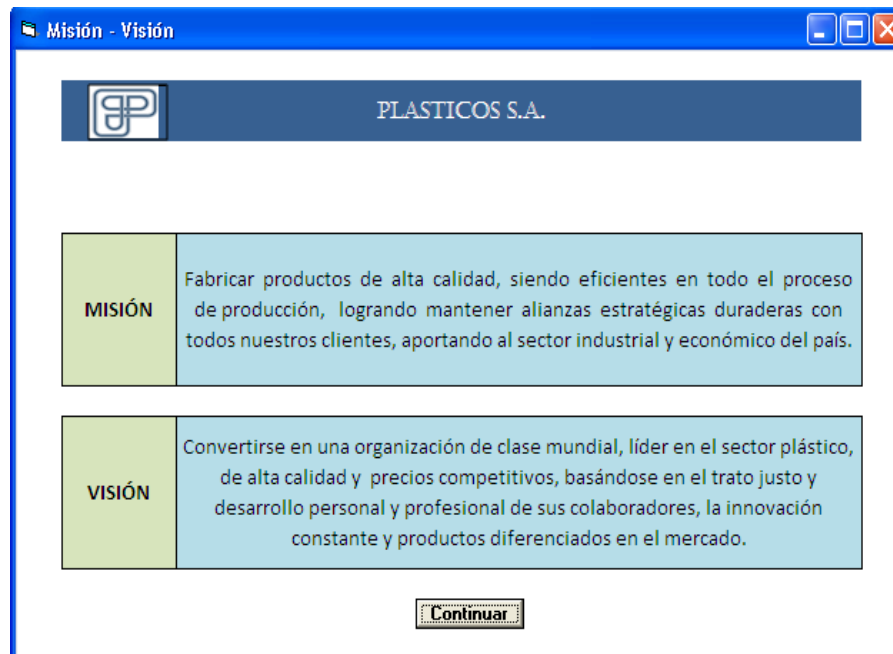 Misión - Visión
PLASTICOS S.A.
MISIÓN
Fabricar productos de alta calidad, siendo eficientes en todo el proceso
de producción, logrando mantener alianzas estratégicas duraderas con
todos nuestros clientes, aportando al sector industrial y económico del país.
VISIÓN
Convertirse en una organización de clase mundial, líder en el sector plástico,
de alta calidad y precios competitivos, basándose en el trato justo y
desarrollo personal y profesional de sus colaboradores, la innovación
constante y productos diferenciados en el mercado.
Continuar